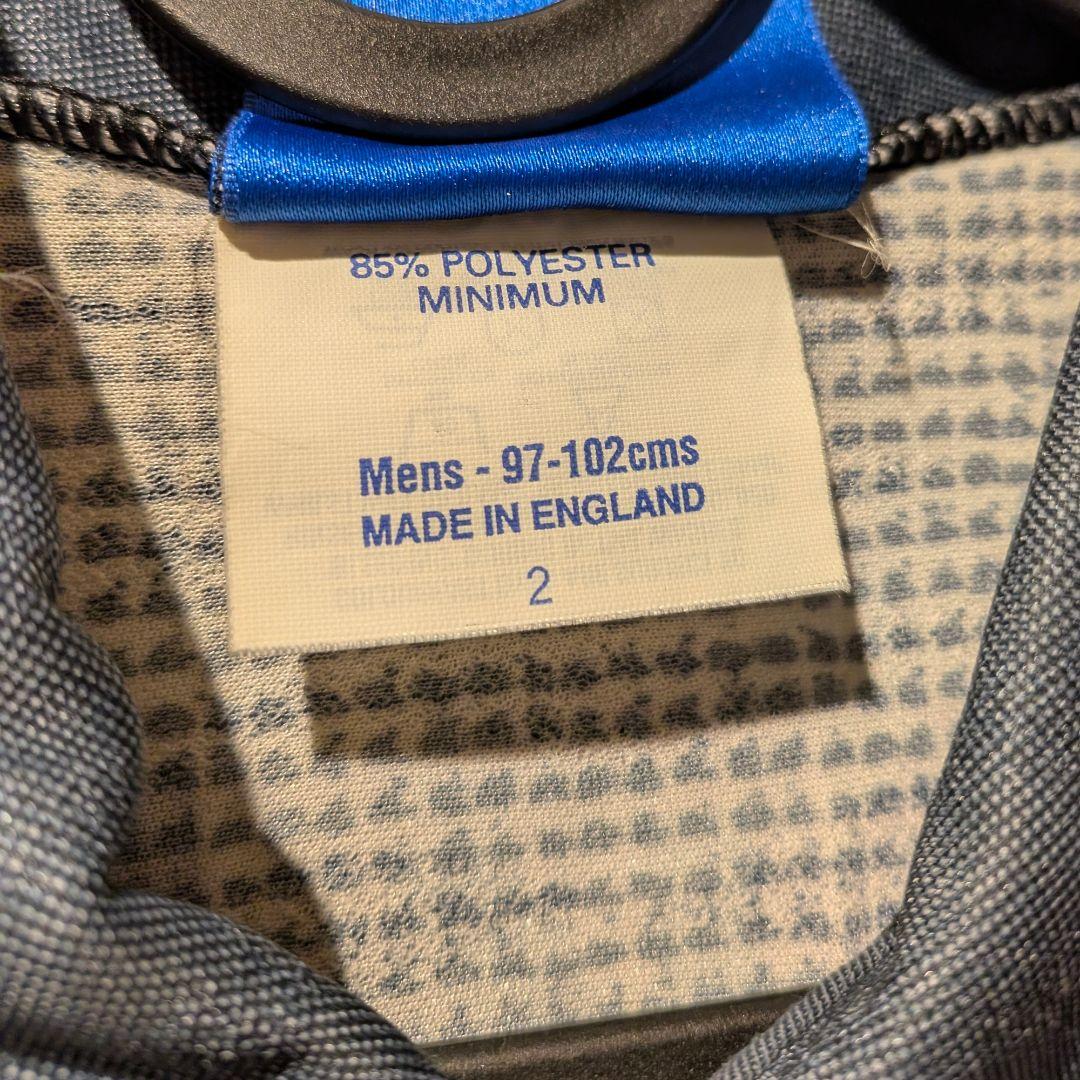 85% POLYESTER
MINIMUM
Mens - 97-102cms
MADE IN ENGLAND
2